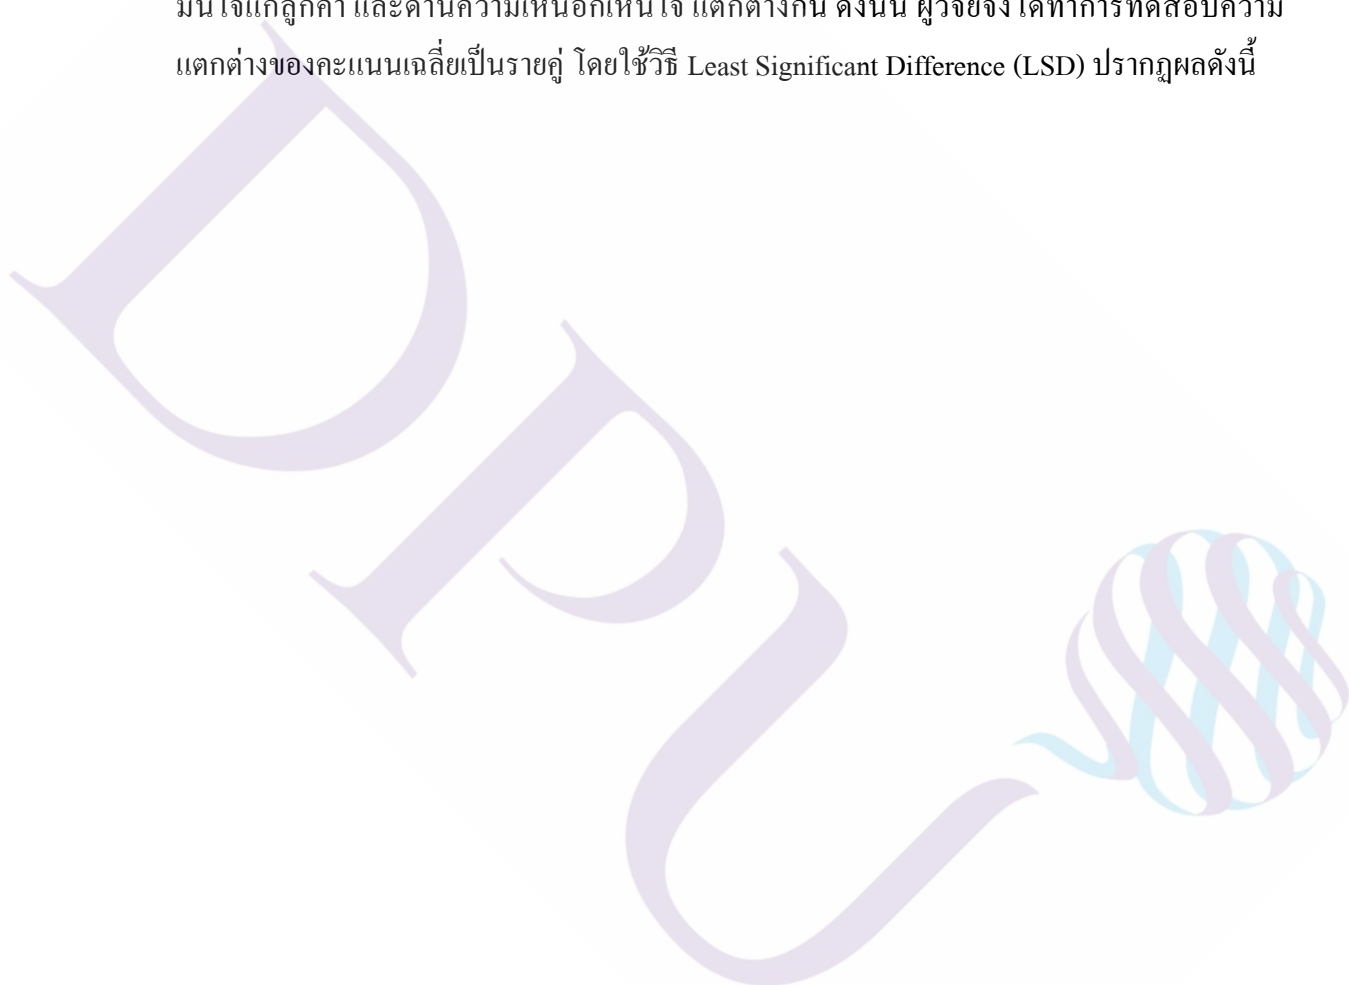 มั่นใจแก่ลูกค้า และด้านความเห็นอกเห็นใจ แตกต่างกัน ดังนั้น ผู้วิจัยจึงได้ทำการทดสอบความ
แตกต่างของคะแนนเฉลี่ยเป็นรายคู่ โดยใช้วิธี Least Significant Difference (LSD) ปรากฏผลดังนี้
DPU